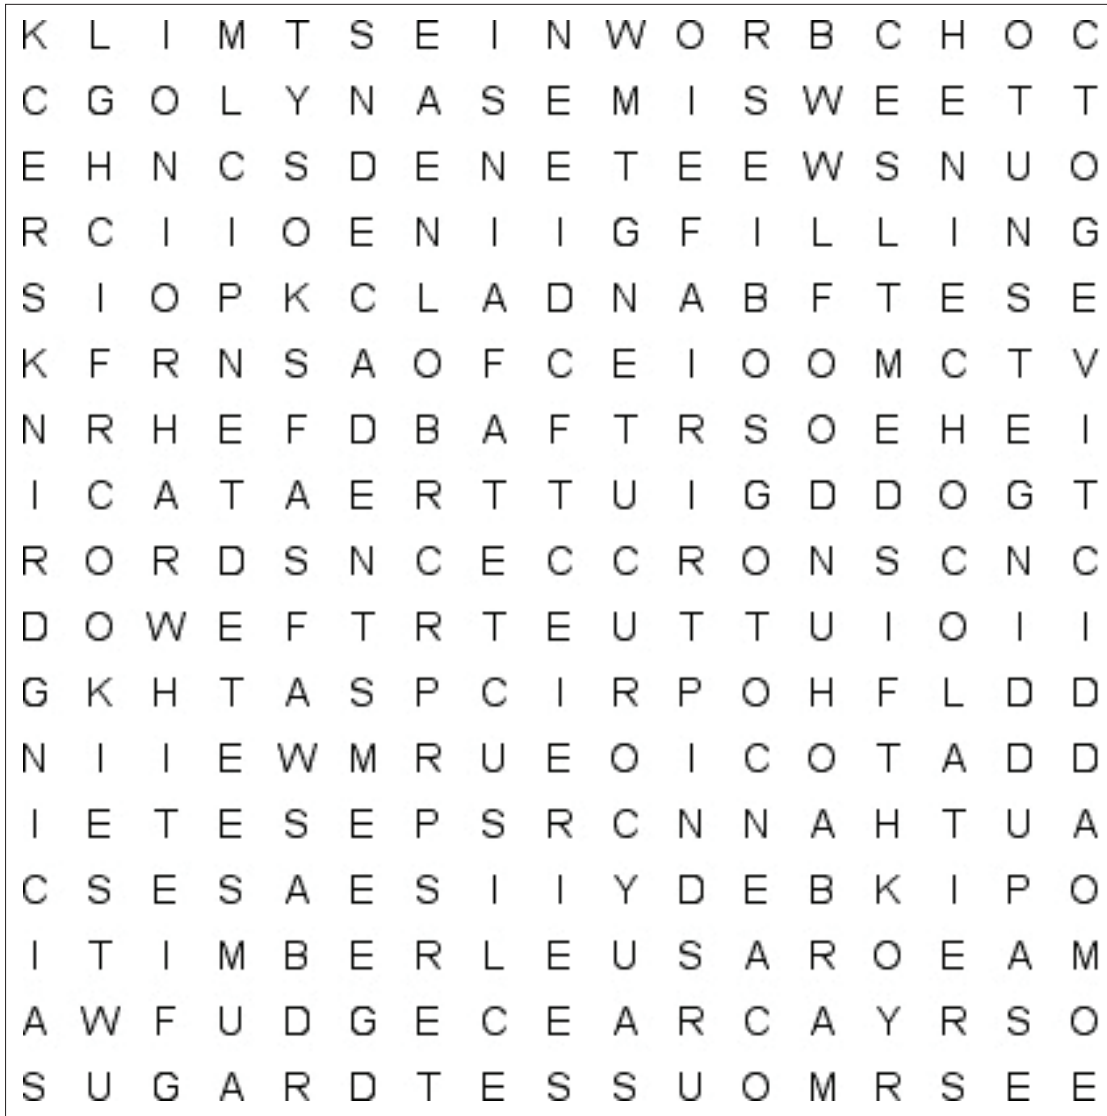 K L I M T S E I N W O R B C H O C
C G O L Y N A S E M I S W E E T T
E H N C S D E N E T E E W S N U O
R C I I O E N I I G F I L L I N G
S I O P K C L A D N A B F T E S E
K F R N S A O F C E I O O M C T V
N R H E F D B A F T R S O E H E I
I C A T A E R T T U I G D D O G T
R O R D S N C E C C R O N S C N C
D O W E F T R T E U T T U I O I I
G K H T A S P C I R P O H F L D D
N I I E W M R U E O I C O T A D D
I E T E S E P S R C N N A H T U A
C S E S A E S I I Y D E B K I P O
I T I M B E R L E U S A R O E A M
A W F U D G E C E A R C A Y R S O
S U G A R D T E S S U O M R S E E